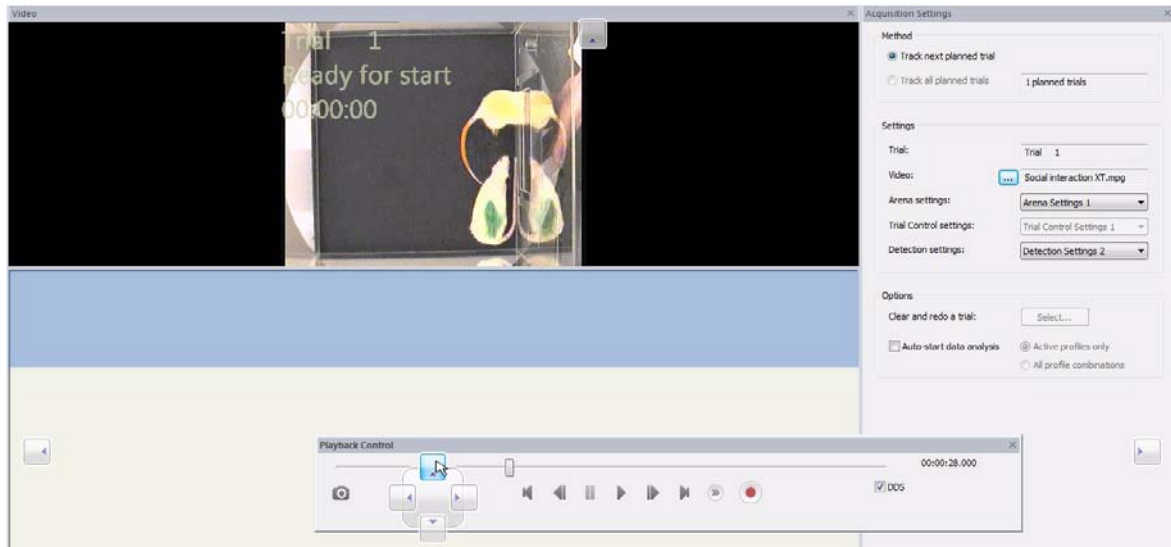 Video
Trial 1
Ready for start
00:00:00
Acquisition Settings
Method
Track next planned trial
Track all planned trials
1 planned trials
Settings
Trial:
Trial 1
Video:
...
Social interaction XT.mpg
Arena settings:
Arena Settings 1
Trial Control settings:
Trial Control Settings 1
Detection settings:
Detection Settings 2
Options
Clear and redo a trial:
Select...
Auto-start data analysis
Active profiles only
All profile combinations
Playback Control
00:00:28.000
DDS